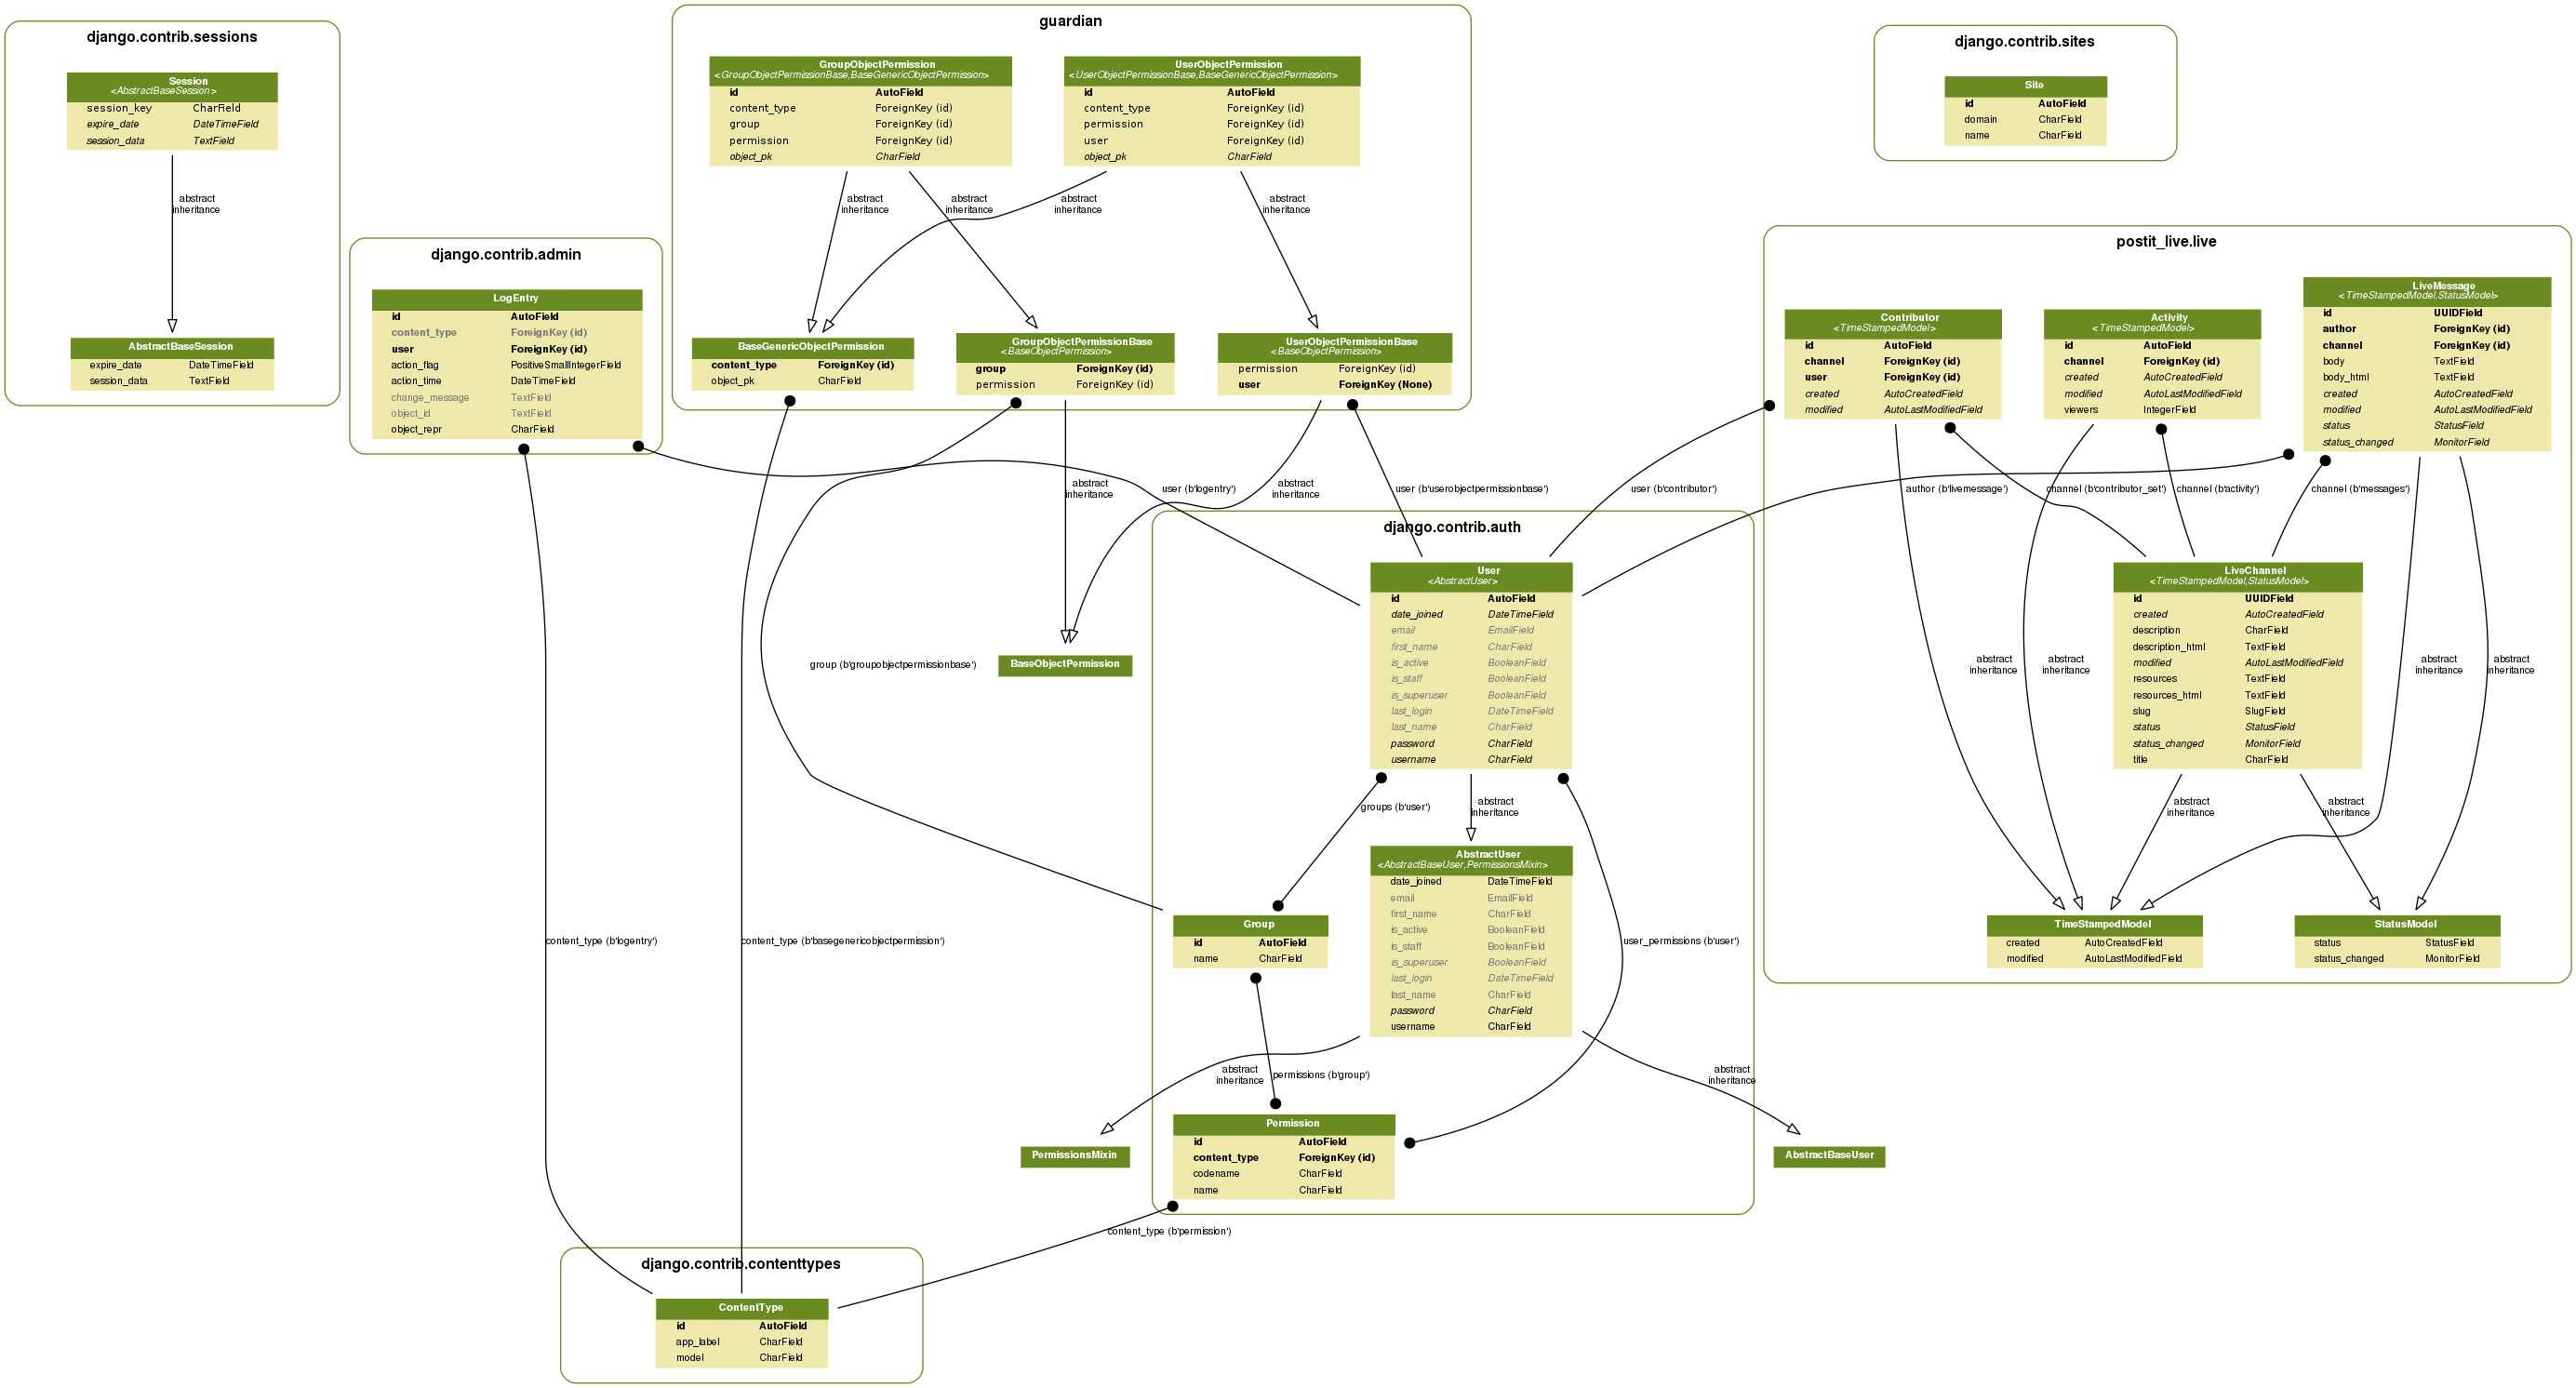 django.contrib.sessions
Session
<AbstractBaseSession>
session_key CharField
expire_date DateTimeField
session_data TextField
abstract
inheritance
AbstractBaseSession
expire_date DateTimeField
session_data TextField
django.contrib.admin
LogEntry
id AutoField
content_type ForeignKey (id)
user ForeignKey (id)
action_flag PositiveSmallIntegerField
action_time DateTimeField
change_message TextField
object_id TextField
object_repr CharField
guardian
GroupObjectPermission
<GroupObjectPermissionBase,BaseGenericObjectPermission>
id AutoField
content_type ForeignKey (id)
group ForeignKey (id)
permission ForeignKey (id)
object_pk CharField
UserObjectPermission
<UserObjectPermissionBase,BaseGenericObjectPermission>
id AutoField
content_type ForeignKey (id)
permission ForeignKey (id)
user ForeignKey (id)
object_pk CharField
abstract
inheritance
abstract
inheritance
abstract
inheritance
abstract
inheritance
BaseGenericObjectPermission
content_type ForeignKey (id)
object_pk CharField
GroupObjectPermissionBase
<BaseObjectPermission>
group ForeignKey (id)
permission ForeignKey (id)
UserObjectPermissionBase
<BaseObjectPermission>
permission ForeignKey (id)
user ForeignKey (None)
django.contrib.sites
Site
id AutoField
domain CharField
name CharField
postit_live.live
Contributor
<TimeStampedModel>
id AutoField
channel ForeignKey (id)
user ForeignKey (id)
created AutoCreatedField
modified AutoLastModifiedField
Activity
<TimeStampedModel>
id AutoField
channel ForeignKey (id)
created AutoCreatedField
modified AutoLastModifiedField
viewers IntegerField
LiveMessage
<TimeStampedModel,StatusModel>
id UUIDField
author ForeignKey (id)
channel ForeignKey (id)
body TextField
body_html TextField
created AutoCreatedField
modified AutoLastModifiedField
status StatusField
status_changed MonitorField
abstract
inheritance
user (b'logentry')
abstract
inheritance
user (b'userobjectpermissionbase')
user (b'contributor')
author (b'livemessage')
channel (b'contributor_set')
channel (b'activity')
channel (b'messages')
django.contrib.auth
User
<AbstractUser>
id AutoField
date_joined DateTimeField
email EmailField
first_name CharField
is_active BooleanField
is_staff BooleanField
is_superuser BooleanField
last_login DateTimeField
last_name CharField
password CharField
username CharField
LiveChannel
<TimeStampedModel,StatusModel>
id UUIDField
created AutoCreatedField
description CharField
description_html TextField
modified AutoLastModifiedField
resources TextField
resources_html TextField
slug SlugField
status StatusField
status_changed MonitorField
title CharField
group (b'groupobjectpermissionbase')
BaseObjectPermission
abstract
inheritance
abstract
inheritance
abstract
inheritance
abstract
inheritance
groups (b'user')
abstract
inheritance
abstract
inheritance
abstract
inheritance
AbstractUser
<AbstractBaseUser,PermissionsMixin>
date_joined DateTimeField
email EmailField
first_name CharField
is_active BooleanField
is_staff BooleanField
is_superuser BooleanField
last_login DateTimeField
last_name CharField
password CharField
username CharField
Group
id AutoField
name CharField
TimeStampedModel
created AutoCreatedField
modified AutoLastModifiedField
StatusModel
status StatusField
status_changed MonitorField
content_type (b'logentry')
content_type (b'basegenericobjectpermission')
user_permissions (b'user')
abstract
inheritance
permissions (b'group')
abstract
inheritance
PermissionsMixin
Permission
id AutoField
content_type ForeignKey (id)
codename CharField
name CharField
AbstractBaseUser
content_type (b'permission')
django.contrib.contenttypes
ContentType
id AutoField
app_label CharField
model CharField